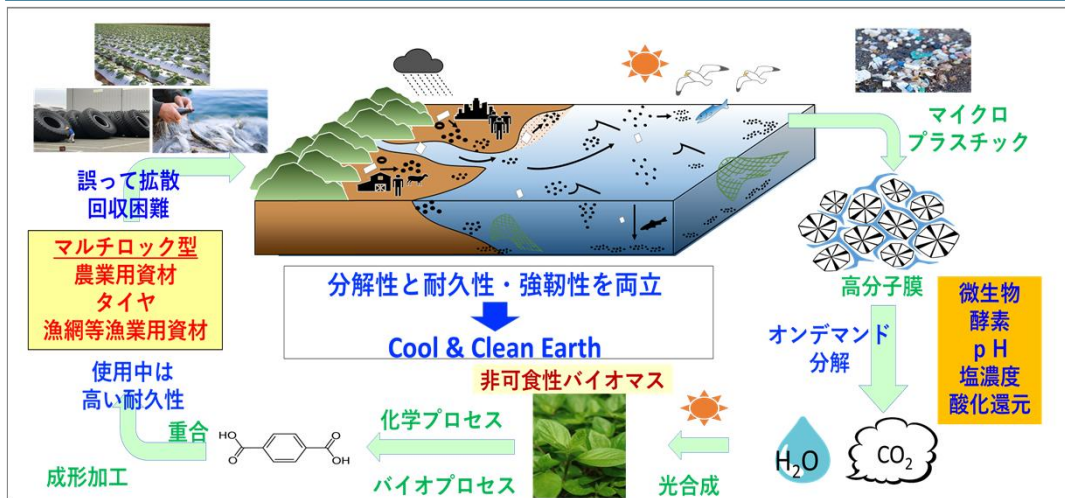 マイクロ
プラスチック
誤って拡散
回収困難
マルチロック型
農業用資材
タイヤ
漁網等漁業用資材
分解性と耐久性・強靭性を両立
Cool & Clean Earth
高分子膜
微生物
酵素
ｐＨ
塩濃度
酸化還元
オンデマンド
分解
使用中は
高い耐久性
非可食性バイオマス
重合
成形加工
HO
O
O
OH
化学プロセス
バイオプロセス
光合成
H₂O
CO₂